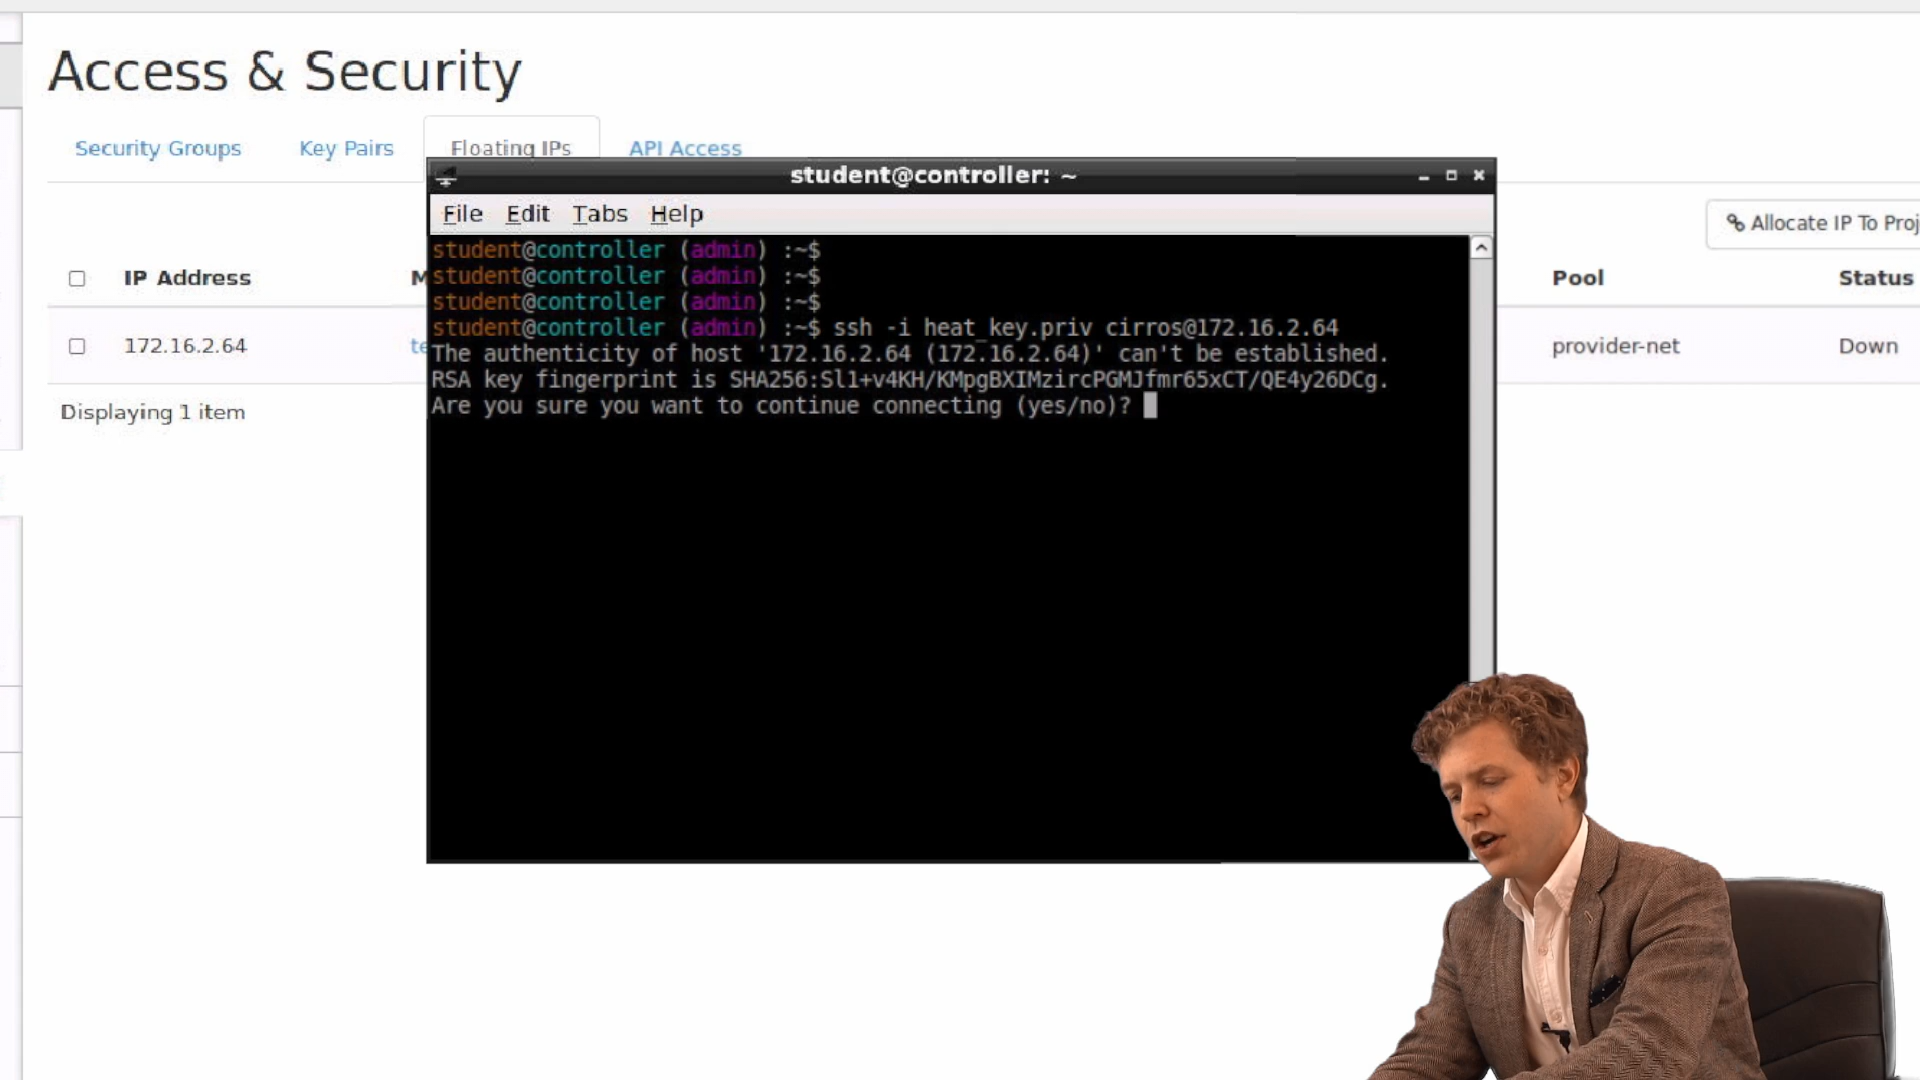 Access & Security
Security Groups Key Pairs Floating IPs API Access
student@controller: ~
File Edit Tabs Help
Allocate IP To
IP Address Pool Status
172.16.2.64 provider-net Down
Displaying 1 item
student@controller (admin) :~$
student@controller (admin) :~$
student@controller (admin) :~$
student@controller (admin) :~$ ssh -i heat_key.priv cirros@172.16.2.64
The authenticity of host '172.16.2.64 (172.16.2.64)' can't be established.
RSA key fingerprint is SHA256:Sl1+v4KH/KMpgBXIMzircPGMJfmr65xCT/QE4y26DCg.
Are you sure you want to continue connecting (yes/no)?